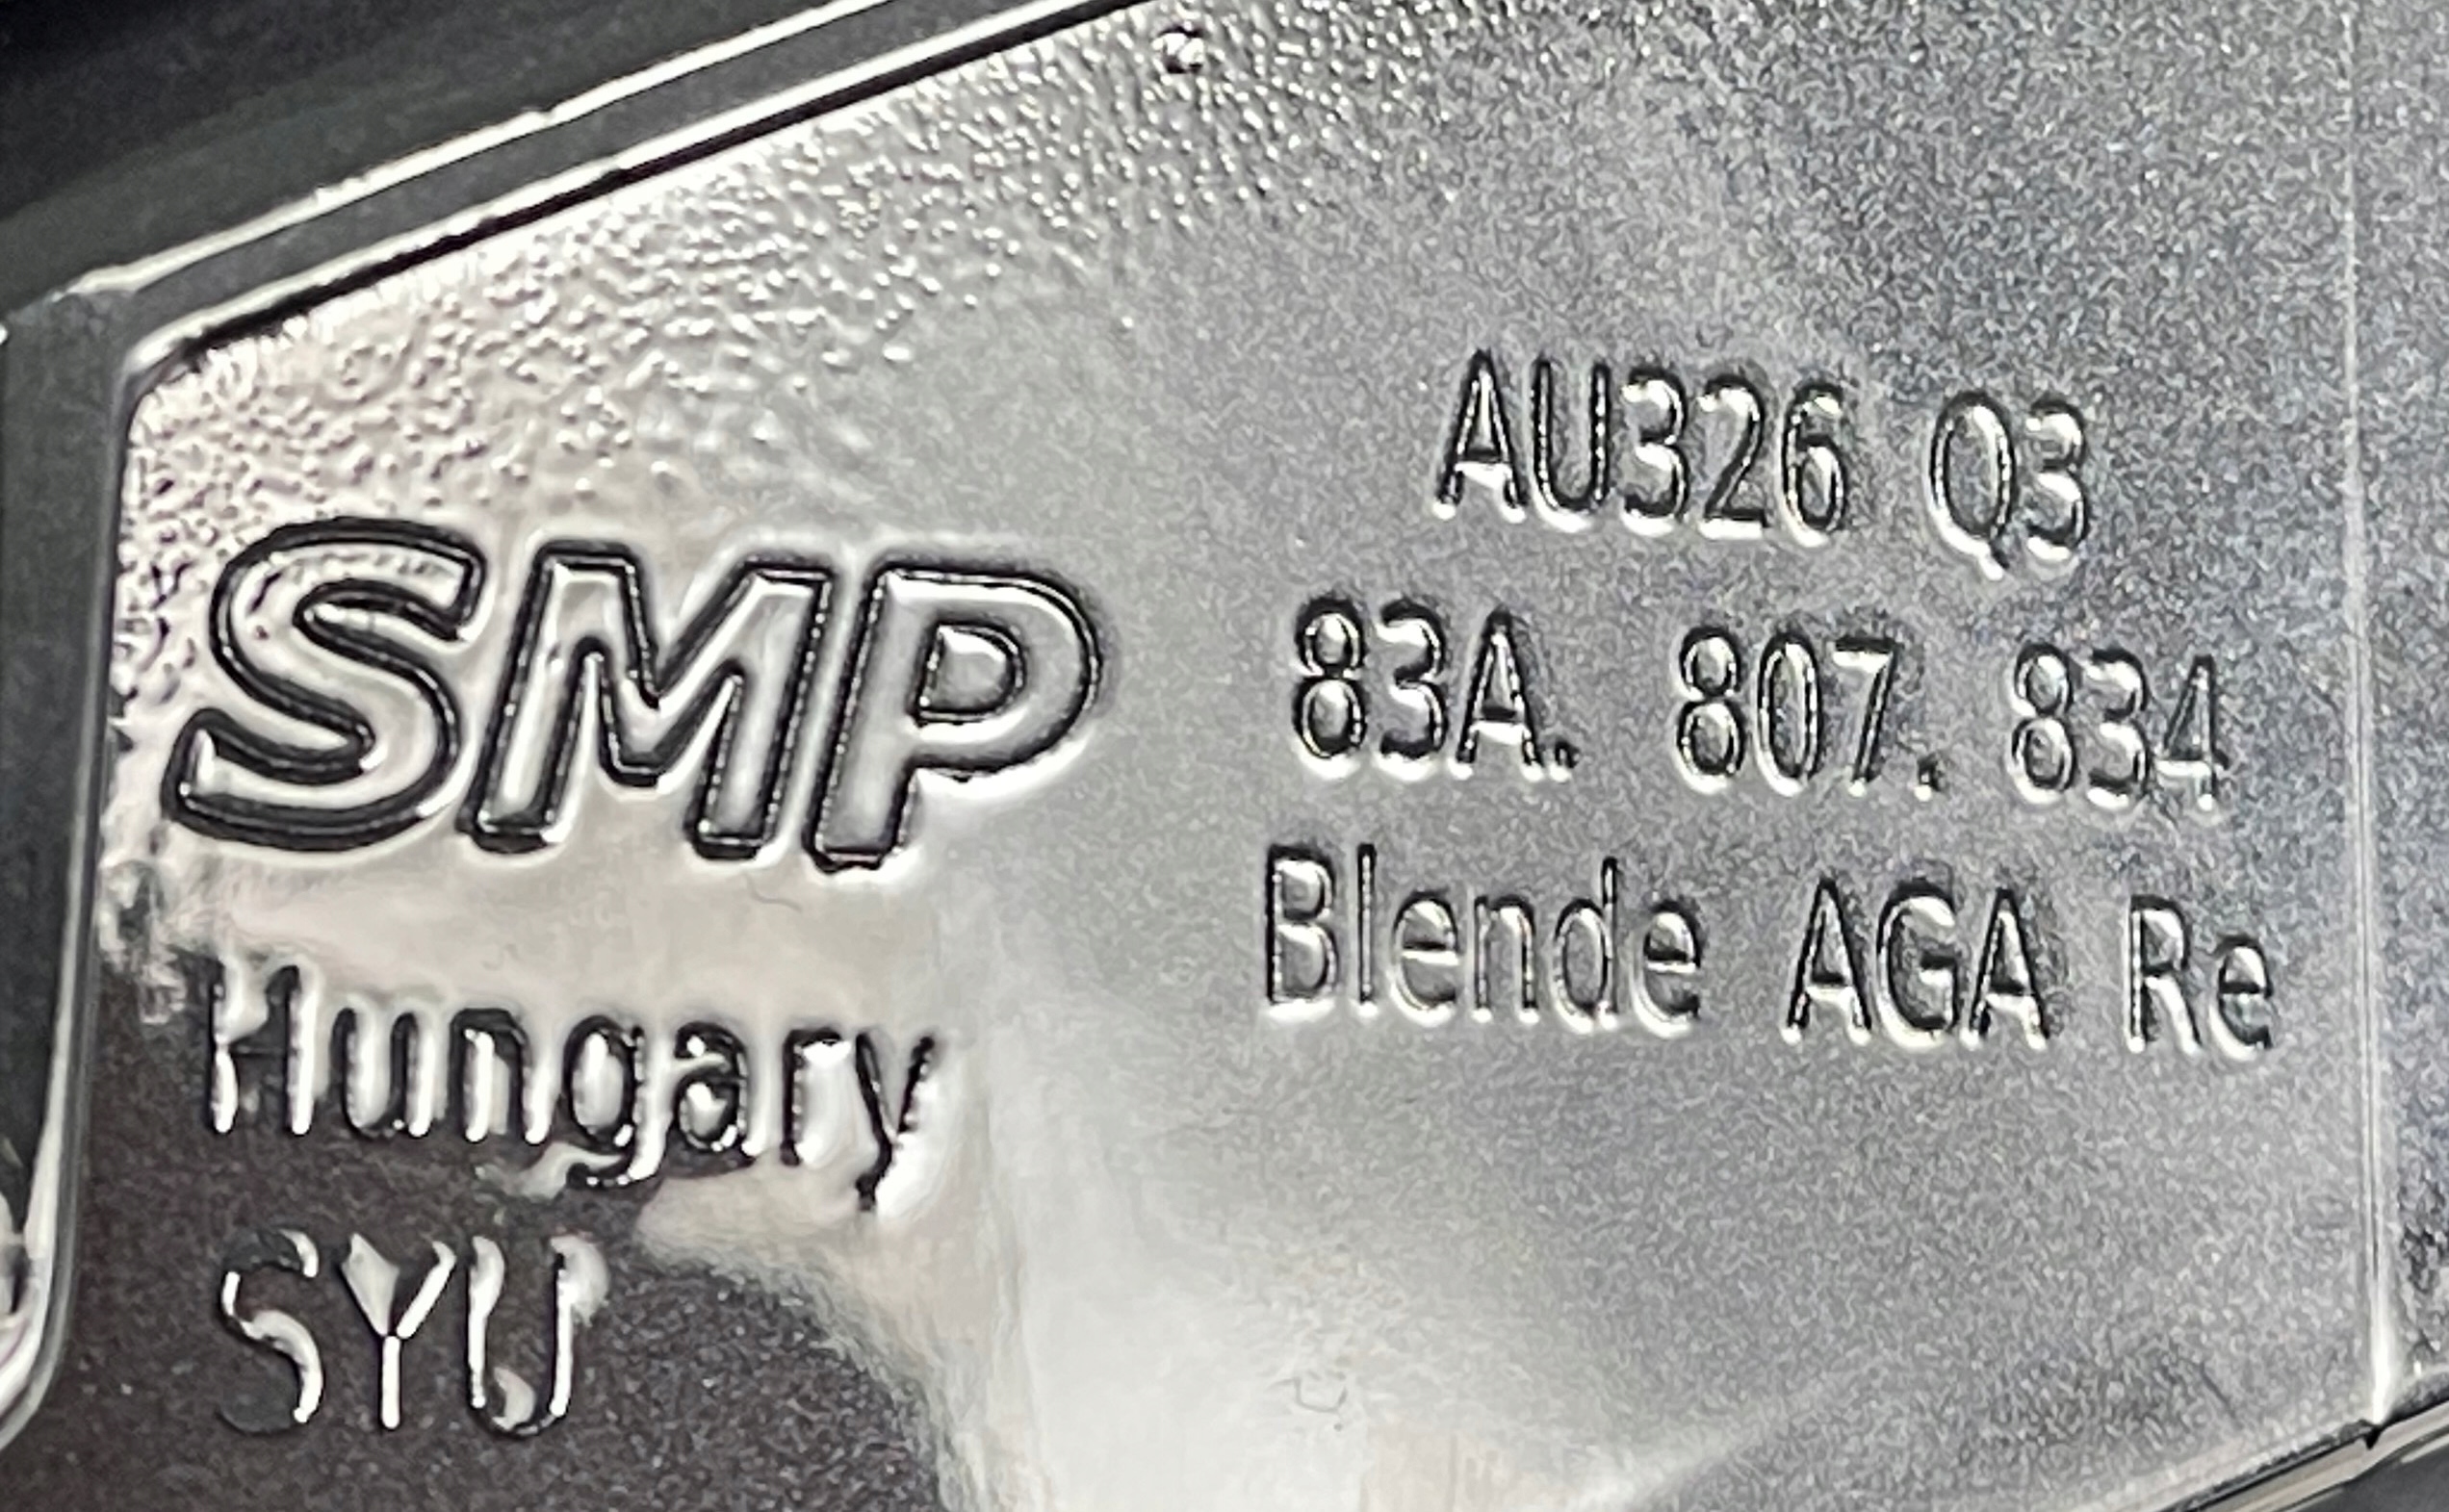 SMP
Hungary
SYU
AU326 Q3
83A. 807. 834
Blende AGA Re